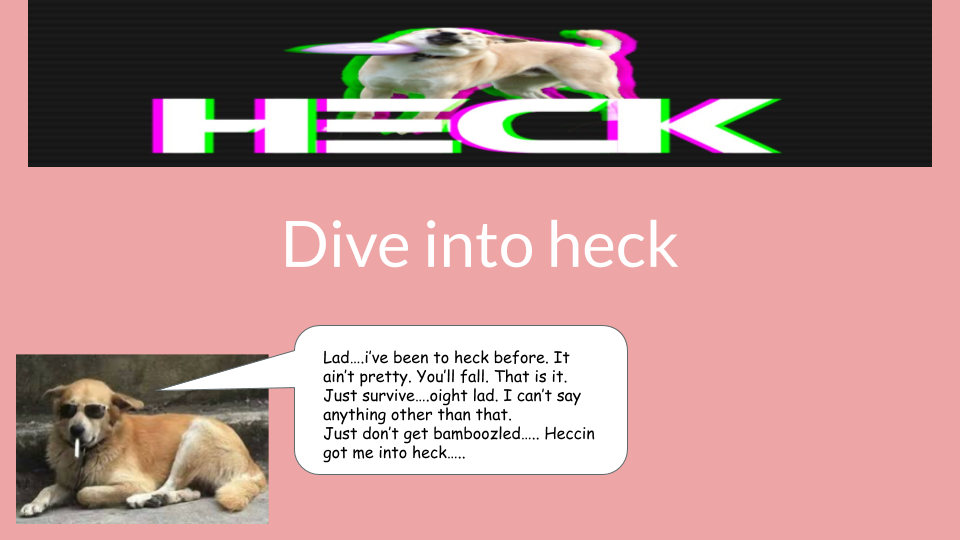 HECK
Dive into heck
Lad....i've been to heck before. It
ain't pretty. You'll fall. That is it.
Just survive....oight lad. I can't say
anything other than that.
Just don't get bamboozled..... Heccin
got me into heck.....